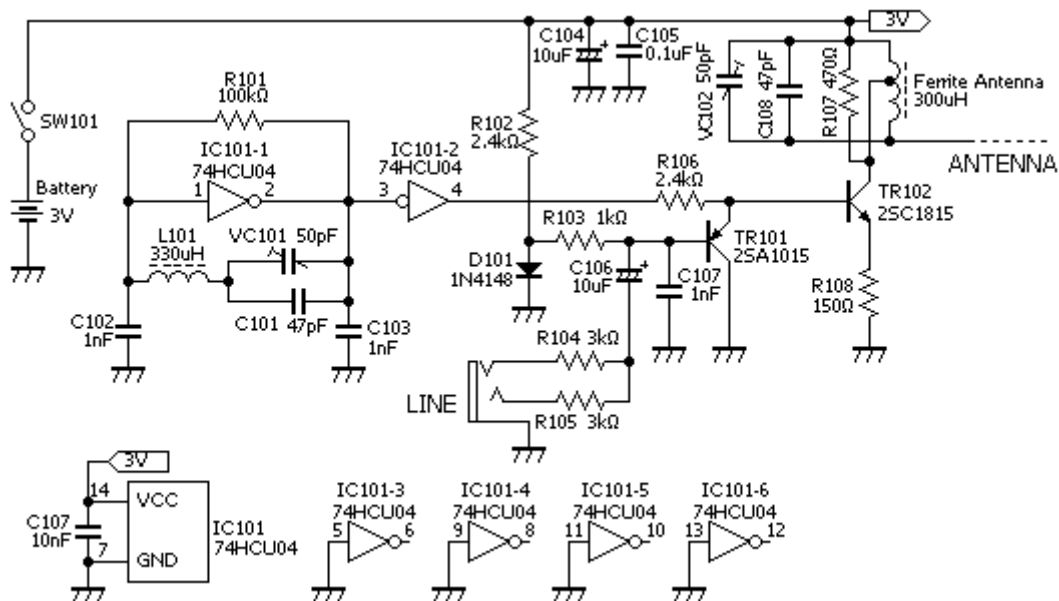 3V
C104
10uF
+
C105
0.1uF
VC102 50pF
C108 47pF
R107 470Ω
Ferrite Antenna
300uH
ANTENNA
SW101
R101
100kΩ
IC101-1
74HCU04
1
2
IC101-2
74HCU04
3
4
R102
2.4kΩ
R106
2.4kΩ
TR102
2SC1815
Battery
3V
L101
330uH
VC101 50pF
C101 47pF
C102
1nF
C103
1nF
R103 1kΩ
D101
1N4148
C106
10uF
+
C107
1nF
TR101
2SA1015
R108
150Ω
R104 3kΩ
LINE
R105 3kΩ
3V
14
VCC
C107
10nF
7
GND
IC101
74HCU04
IC101-3
74HCU04
5
6
IC101-4
74HCU04
9
8
IC101-5
74HCU04
11
10
IC101-6
74HCU04
13
12